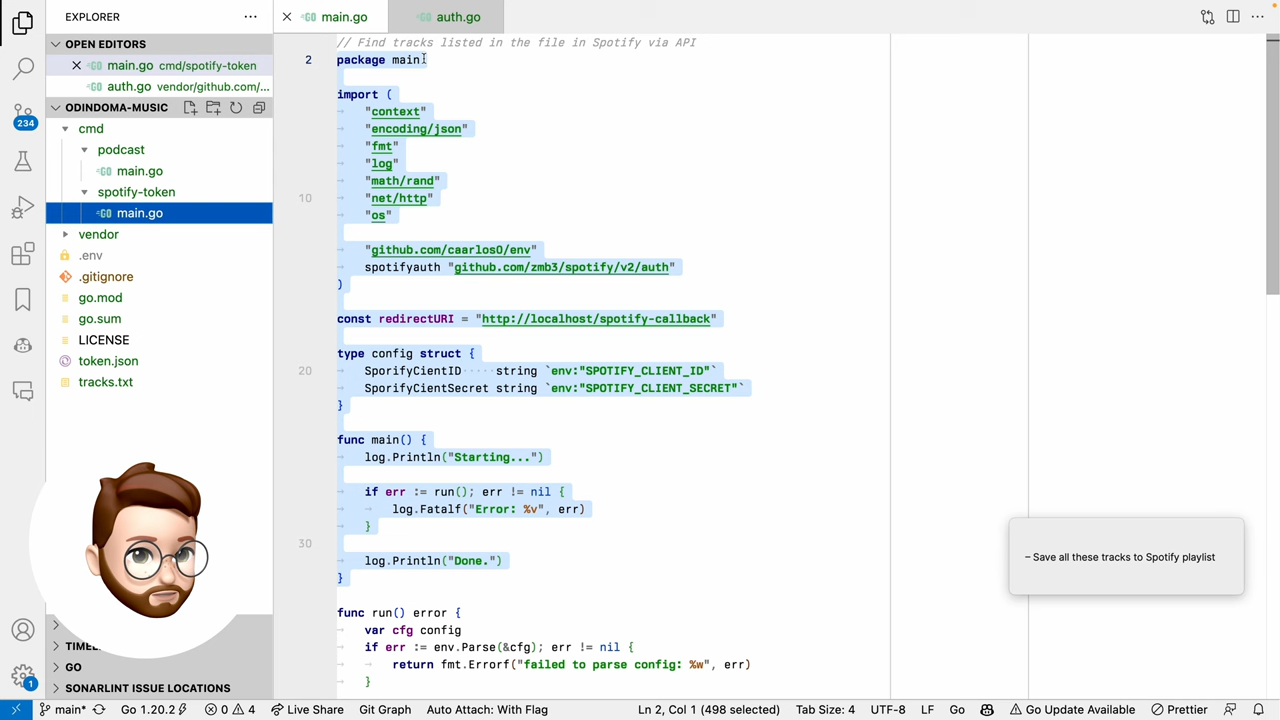 EXPLORER
main.go
auth.go
OPEN EDITORS
main.go cmd/spotify-token
auth.go vendor/github.com/...
ODINDOMA-MUSIC
cmd
podcast
main.go
spotify-token
main.go
vendor
.env
.gitignore
go.mod
go.sum
LICENSE
token.json
tracks.txt
TIMEL
GO
SONARLINT ISSUE LOCATIONS
234
1
// Find tracks listed in the file in Spotify via API
2 package main
import (
"context"
"encoding/json"
"fmt"
"log"
"math/rand"
10 "net/http"
"os"
"github.com/caarlos0/env"
spotifyauth "github.com/zmb3/spotify/v2/auth"
)
const redirectURI = "http://localhost/spotify-callback"
type config struct {
20 SporifyCientID string `env:"SPOTIFY_CLIENT_ID"`
SporifyCientSecret string `env:"SPOTIFY_CLIENT_SECRET"`
}
func main() {
log.Println("Starting...")
if err := run(); err != nil {
log.Fatalf("Error: %v", err)
}
30
log.Println("Done.")
}
func run() error {
var cfg config
if err := env.Parse(&cfg); err != nil {
return fmt.Errorf("failed to parse config: %w", err)
}
– Save all these tracks to Spotify playlist
main* Go 1.20.2 0 4 Live Share Git Graph Auto Attach: With Flag Ln 2, Col 1 (498 selected) Tab Size: 4 UTF-8 LF Go Go Update Available Prettier